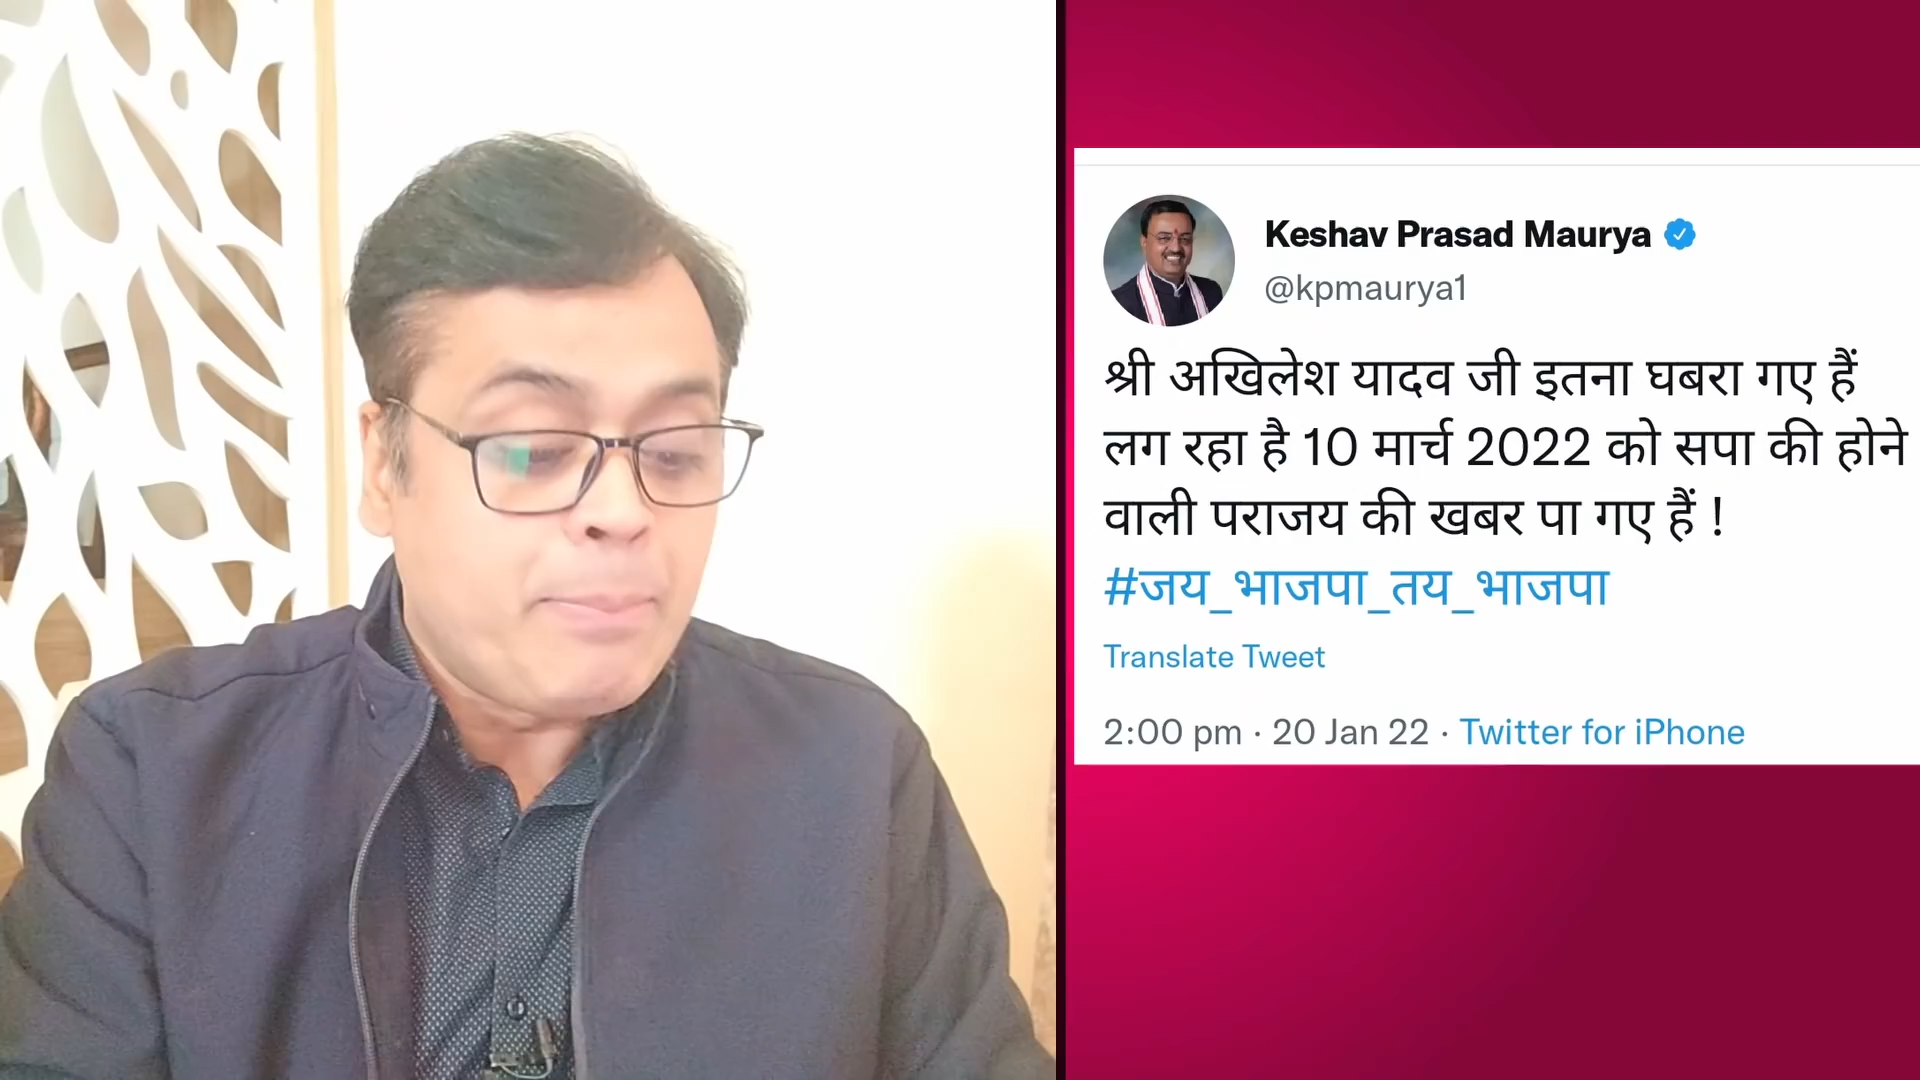 Keshav Prasad Maurya
@kpmaurya1
श्री अखिलेश यादव जी इतना घबरा गए हैं
लग रहा है 10 मार्च 2022 को सपा की होने
वाली पराजय की खबर पा गए हैं !
#जय_भाजपा_तय_भाजपा
Translate Tweet
2:00 pm · 20 Jan 22 · Twitter for iPhone